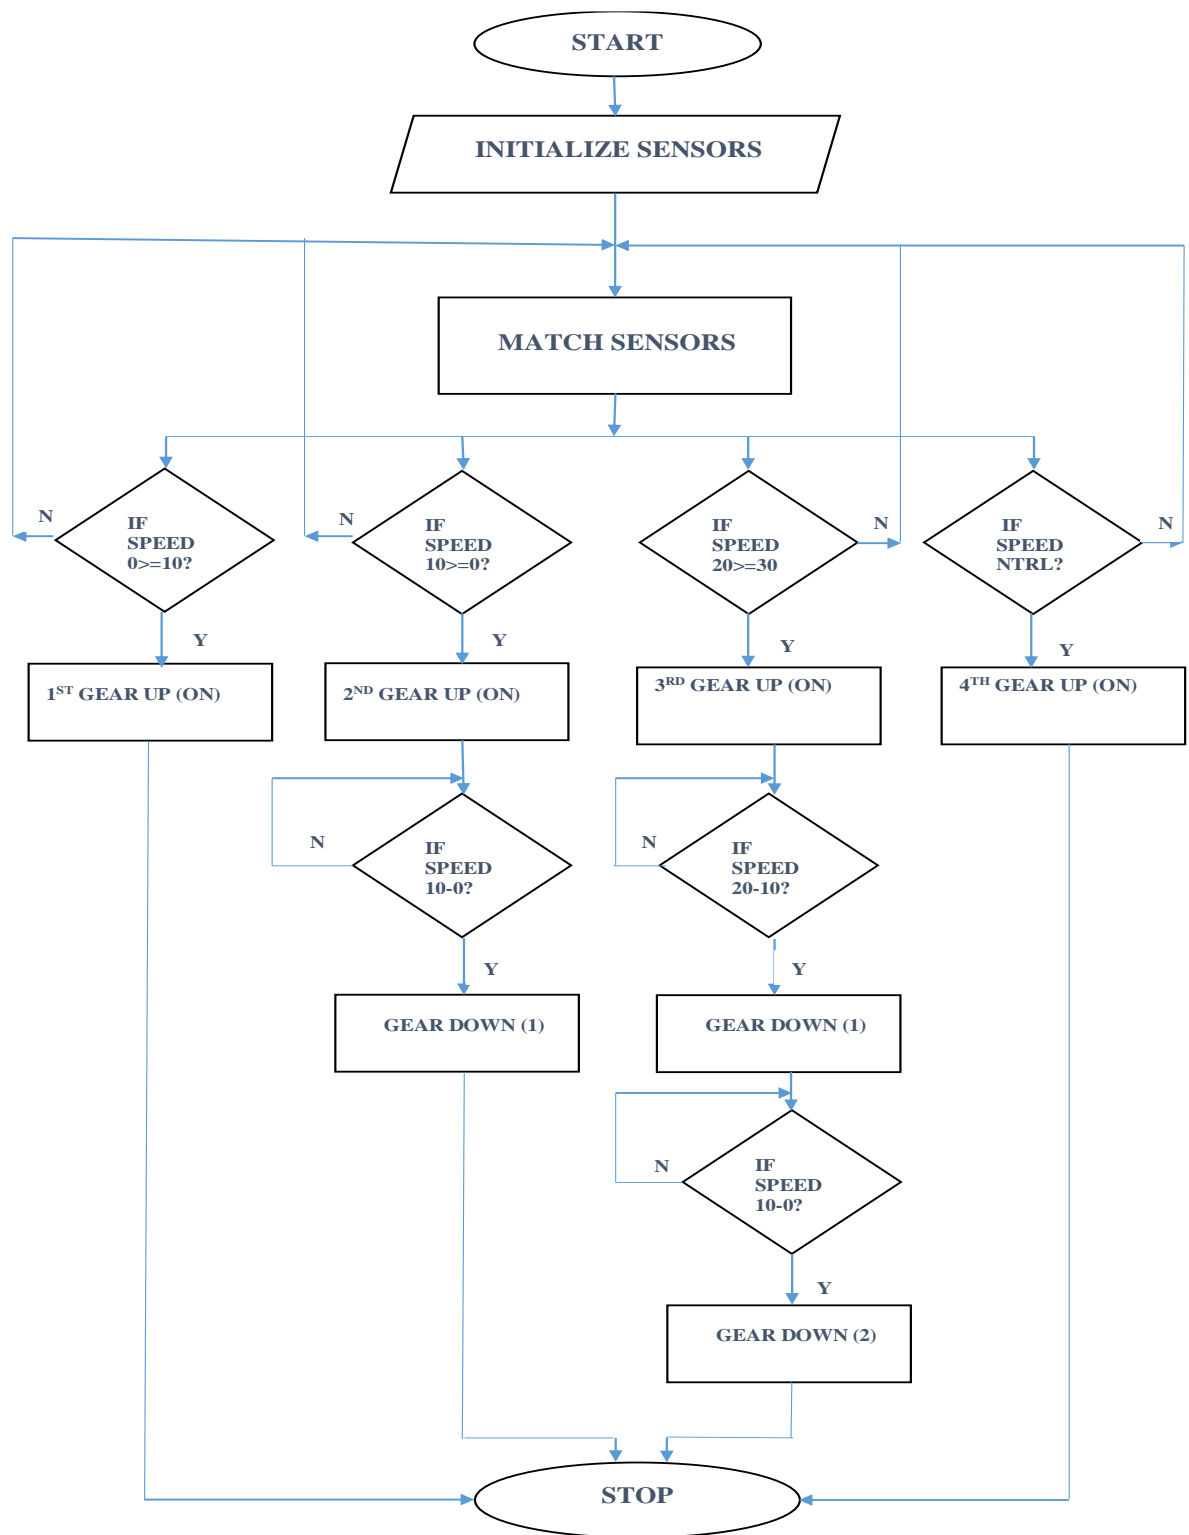 START
INITIALIZE SENSORS
MATCH SENSORS
N
IF
SPEED
0>=10?
N
IF
SPEED
10>=0?
IF
SPEED
20>=30
N
IF
SPEED
NTRL?
N
Y
Y
Y
Y
1ST GEAR UP (ON)
2ND GEAR UP (ON)
3RD GEAR UP (ON)
4TH GEAR UP (ON)
N
IF
SPEED
10-0?
N
IF
SPEED
20-10?
Y
Y
GEAR DOWN (1)
GEAR DOWN (1)
N
IF
SPEED
10-0?
Y
GEAR DOWN (2)
STOP